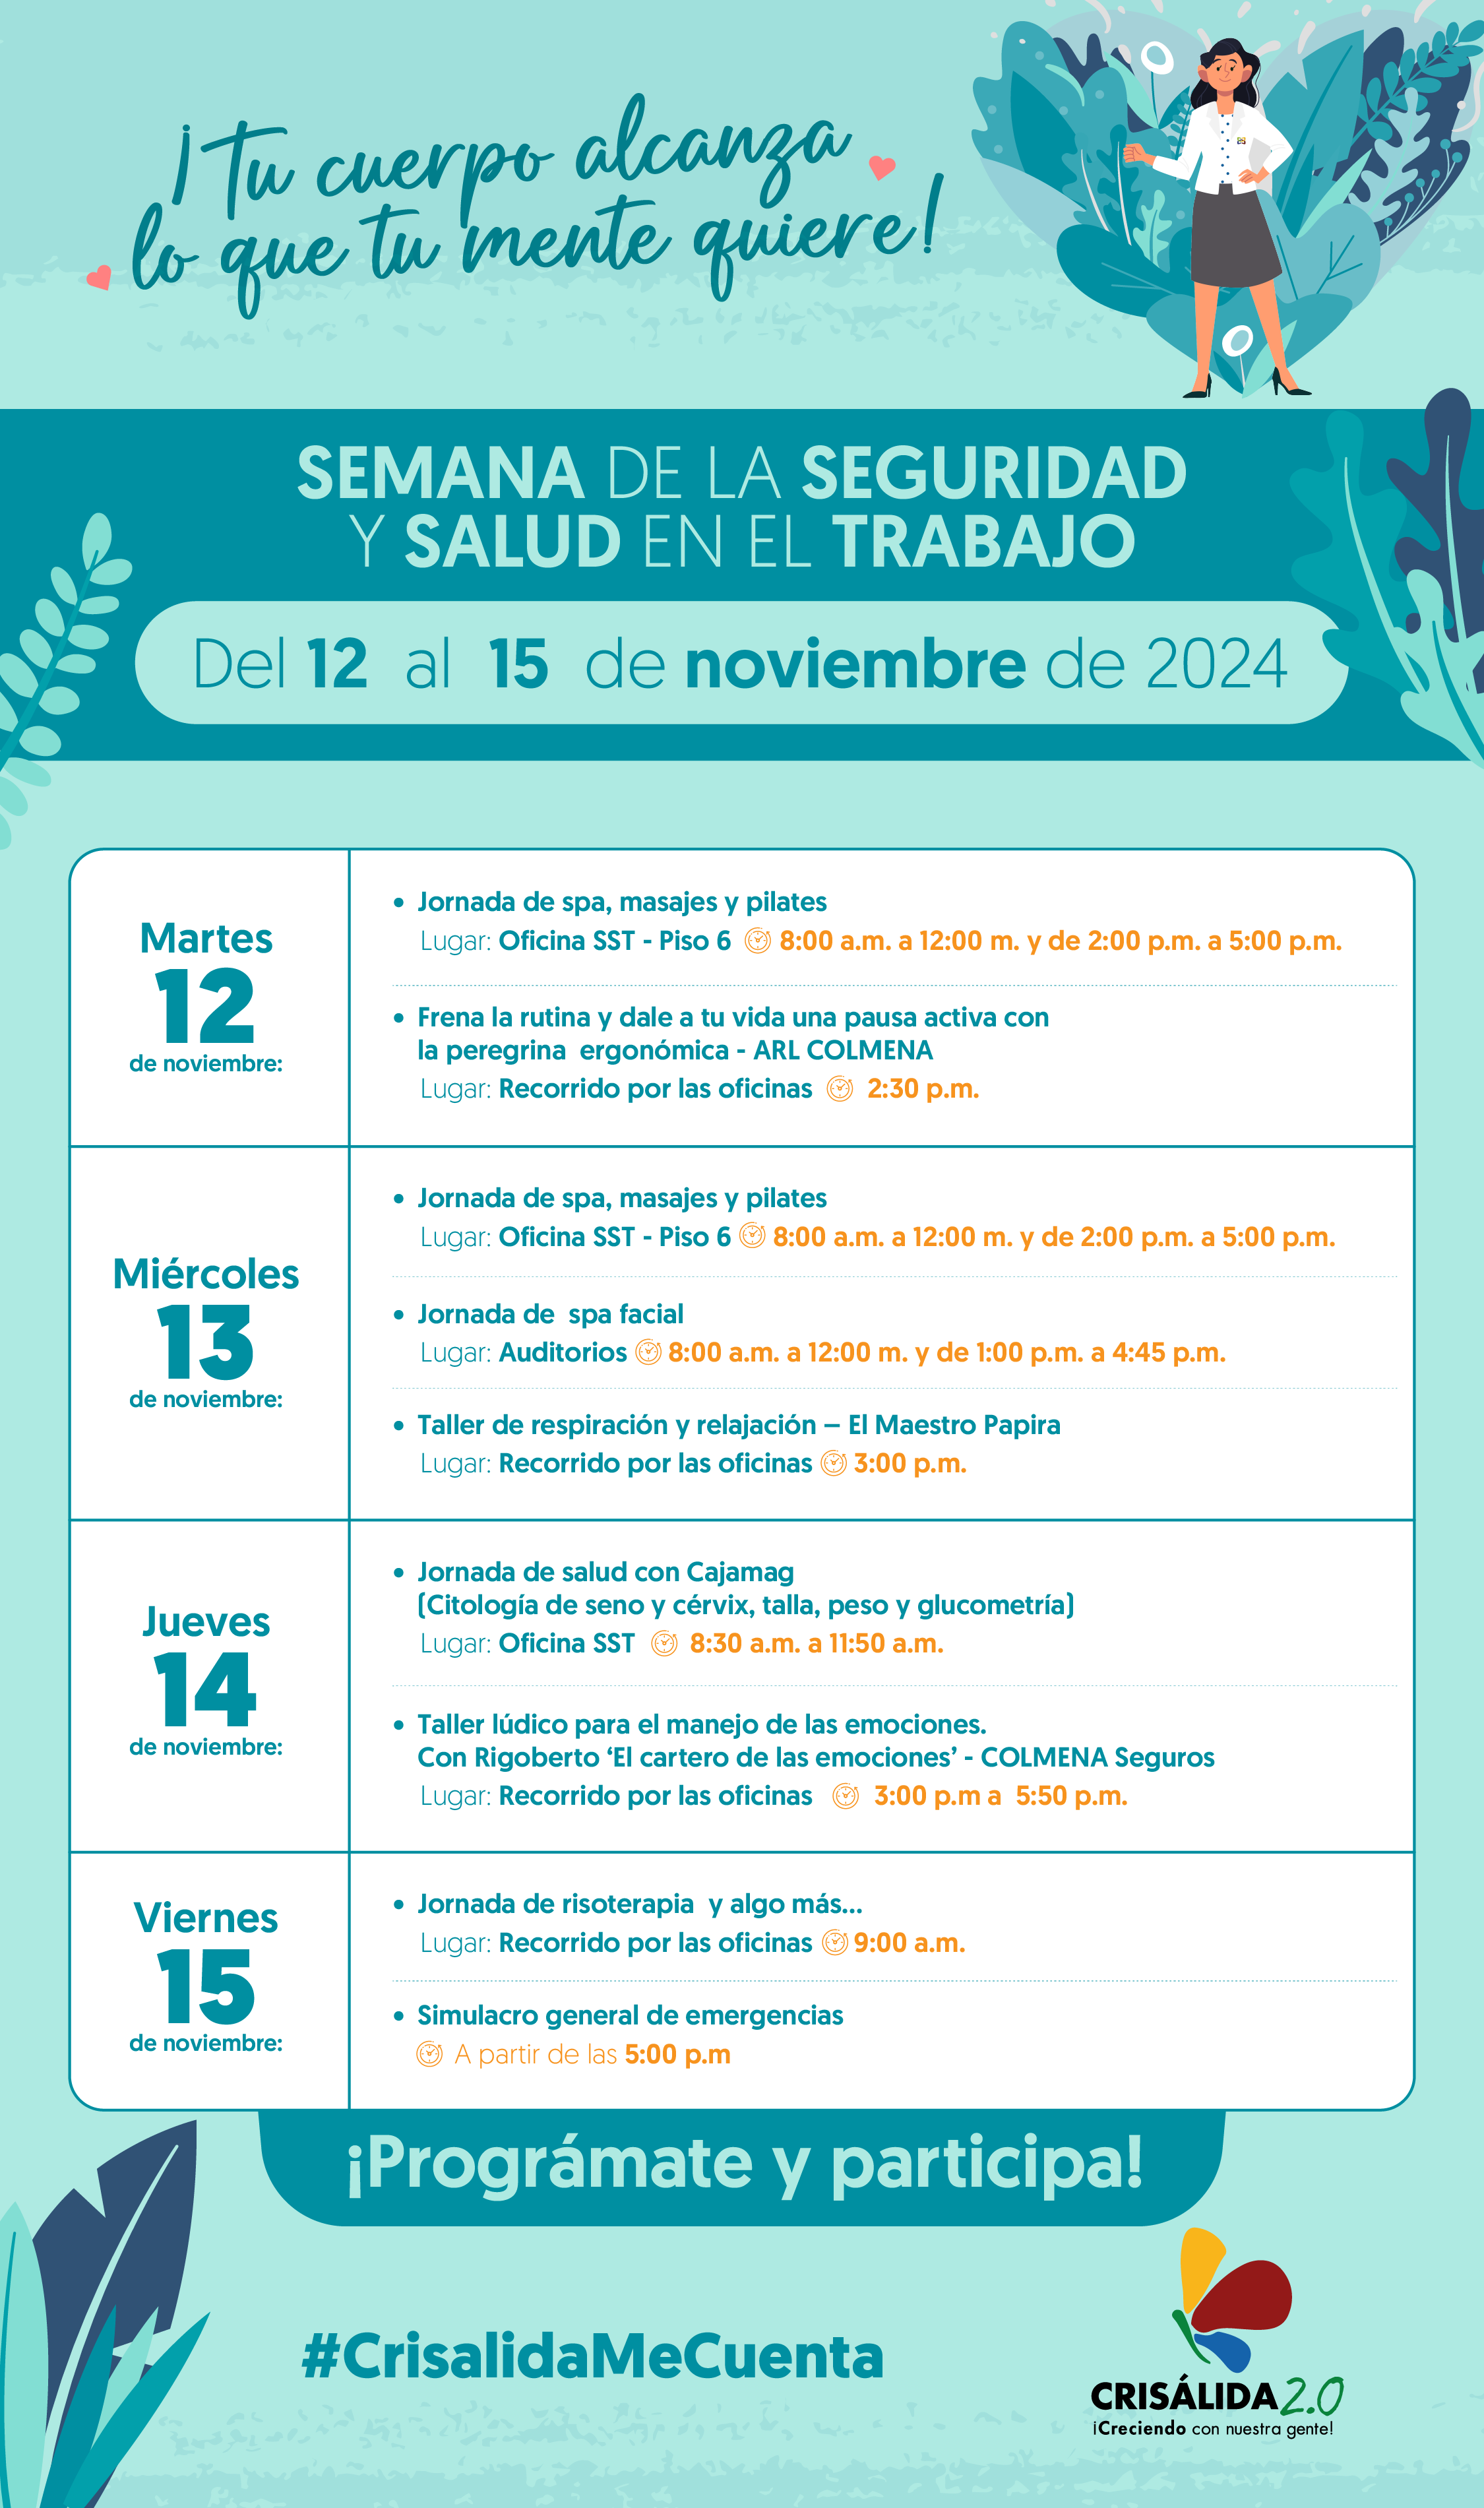 ¡Tu cuerpo alcanza
lo que tu mente quiere!
SEMANA DE LA SEGURIDAD
Y SALUD EN EL TRABAJO
Del 12 al 15 de noviembre de 2024
Martes
12
de noviembre:
• Jornada de spa, masajes y pilates
Lugar: Oficina SST - Piso 6 8:00 a.m. a 12:00 m. y de 2:00 p.m. a 5:00 p.m.
• Frena la rutina y dale a tu vida una pausa activa con
la peregrina ergonómica - ARL COLMENA
Lugar: Recorrido por las oficinas 2:30 p.m.
Miércoles
13
de noviembre:
• Jornada de spa, masajes y pilates
Lugar: Oficina SST - Piso 6 8:00 a.m. a 12:00 m. y de 2:00 p.m. a 5:00 p.m.
• Jornada de spa facial
Lugar: Auditorios 8:00 a.m. a 12:00 m. y de 1:00 p.m. a 4:45 p.m.
• Taller de respiración y relajación – El Maestro Papira
Lugar: Recorrido por las oficinas 3:00 p.m.
Jueves
14
de noviembre:
• Jornada de salud con Cajamag
(Citología de seno y cérvix, talla, peso y glucometría)
Lugar: Oficina SST 8:30 a.m. a 11:50 a.m.
• Taller lúdico para el manejo de las emociones.
Con Rigoberto ‘El cartero de las emociones’ - COLMENA Seguros
Lugar: Recorrido por las oficinas 3:00 p.m a 5:50 p.m.
Viernes
15
de noviembre:
• Jornada de risoterapia y algo más...
Lugar: Recorrido por las oficinas 9:00 a.m.
• Simulacro general de emergencias
A partir de las 5:00 p.m
¡Prográmate y participa!
#CrisalidaMeCuenta
CRISÁLIDA 2.0
¡Creciendo con nuestra gente!